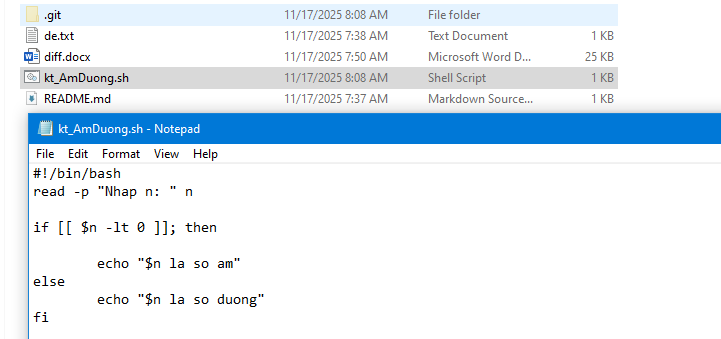 .git 11/17/2025 8:08 AM File folder
de.txt 11/17/2025 7:38 AM Text Document 1 KB
diff.docx 11/17/2025 7:50 AM Microsoft Word D... 25 KB
kt_AmDuong.sh 11/17/2025 8:08 AM Shell Script 1 KB
README.md 11/17/2025 7:37 AM Markdown Source... 1 KB
kt_AmDuong.sh - Notepad
File Edit Format View Help
#!/bin/bash
read -p "Nhap n: " n
if [[ $n -lt 0 ]]; then
echo "$n la so am"
else
echo "$n la so duong"
fi